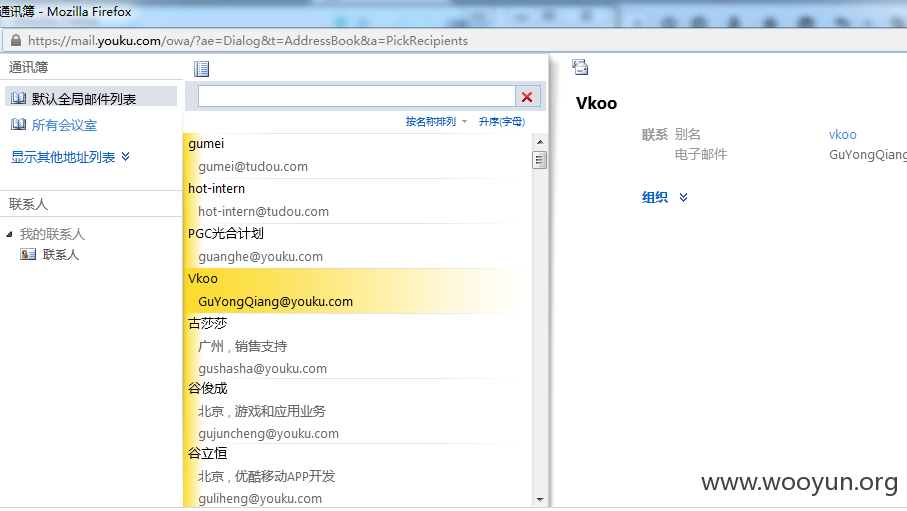 通讯簿 - Mozilla Firefox
https://mail.youku.com/owa/?ae=Dialog&t=AddressBook&a=PickRecipients
通讯簿
默认全局邮件列表
所有会议室
显示其他地址列表
联系人
我的联系人
联系人
按名称排列 升序(字母)
gumei
gumei@tudou.com
hot-intern
hot-intern@tudou.com
PGC光合计划
guanghe@youku.com
Vkoo
GuYongQiang@youku.com
古莎莎
广州，销售支持
gushasha@youku.com
谷俊成
北京，游戏和应用业务
gujuncheng@youku.com
谷立恒
北京，优酷移动APP开发
guliheng@youku.com
Vkoo
联系 别名 vkoo
电子邮件 GuYongQiang
组织
www.wooyun.org